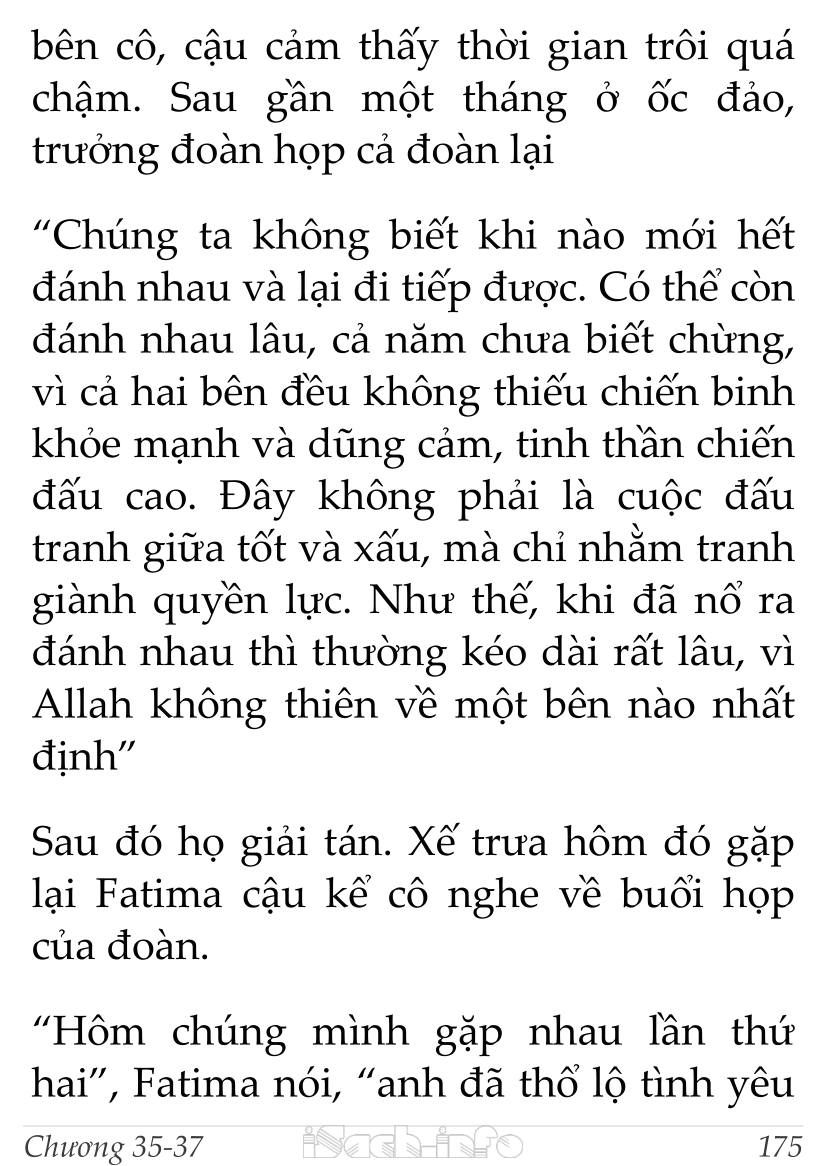 bên cô, cậu cảm thấy thời gian trôi quá
chậm. Sau gần một tháng ở ốc đảo,
trưởng đoàn họp cả đoàn lại
“Chúng ta không biết khi nào mới hết
đánh nhau và lại đi tiếp được. Có thể còn
đánh nhau lâu, cả năm chưa biết chừng,
vì cả hai bên đều không thiếu chiến binh
khỏe mạnh và dũng cảm, tinh thần chiến
đấu cao. Đây không phải là cuộc đấu
tranh giữa tốt và xấu, mà chỉ nhằm tranh
giành quyền lực. Như thế, khi đã nổ ra
đánh nhau thì thường kéo dài rất lâu, vì
Allah không thiên về một bên nào nhất
định”
Sau đó họ giải tán. Xế trưa hôm đó gặp
lại Fatima cậu kể cô nghe về buổi họp
của đoàn.
“Hôm chúng mình gặp nhau lần thứ
hai”, Fatima nói, “anh đã thổ lộ tình yêu
Chương 35-37 iSach.info 175